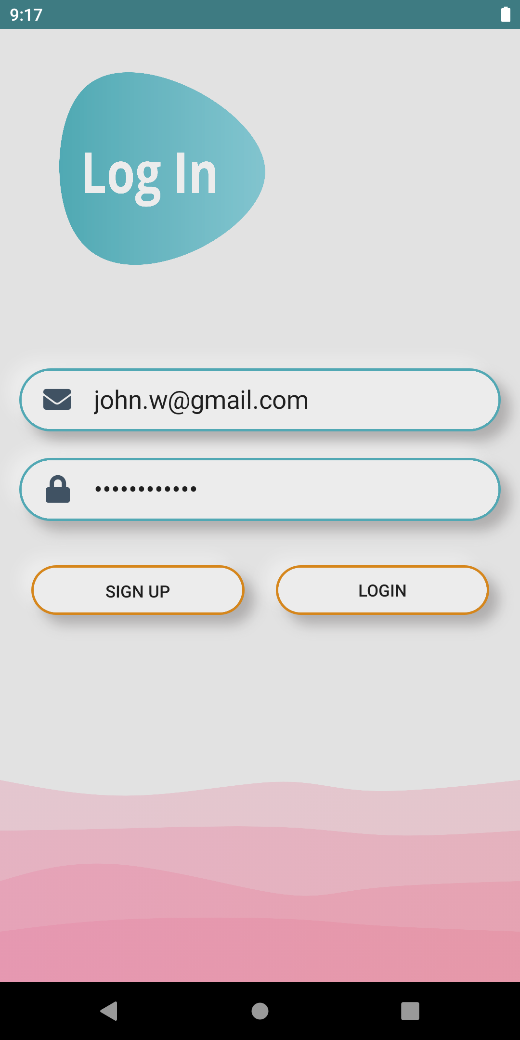 9:17
Log In
john.w@gmail.com
••••••••••••
SIGN UP
LOGIN